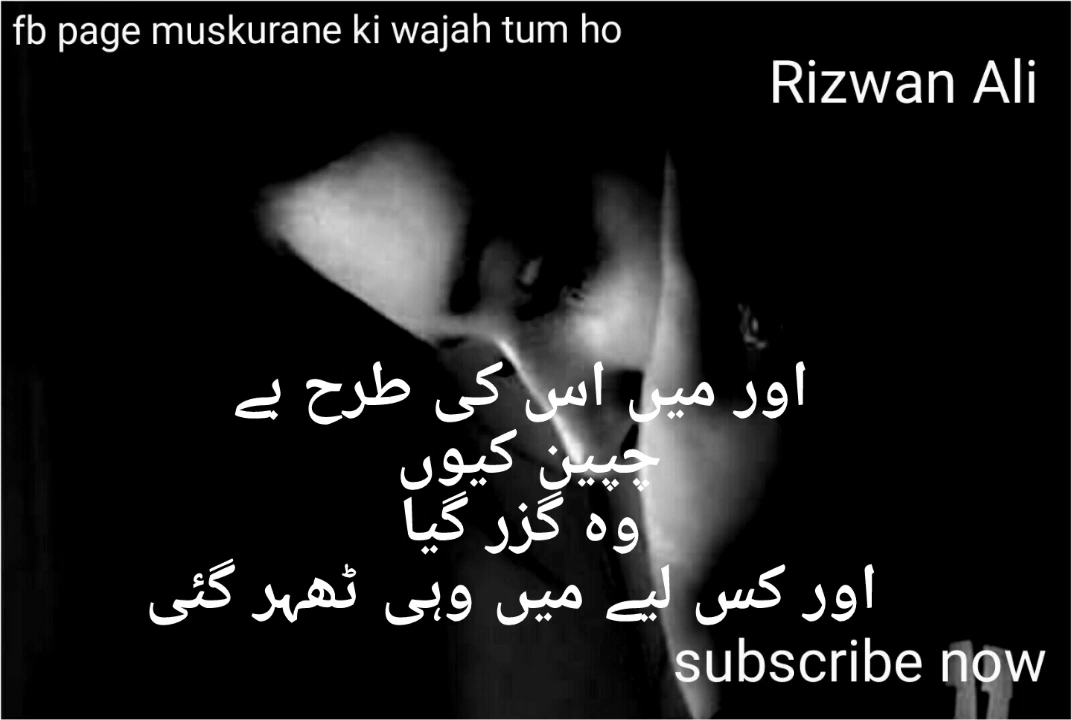 fb page muskurane ki wajah tum ho
Rizwan Ali
اور میں اس کی طرح بے
چپین کیوں
وہ گزر گیا
اور کس لیے میں وہی ٹھہر گئی
subscribe now